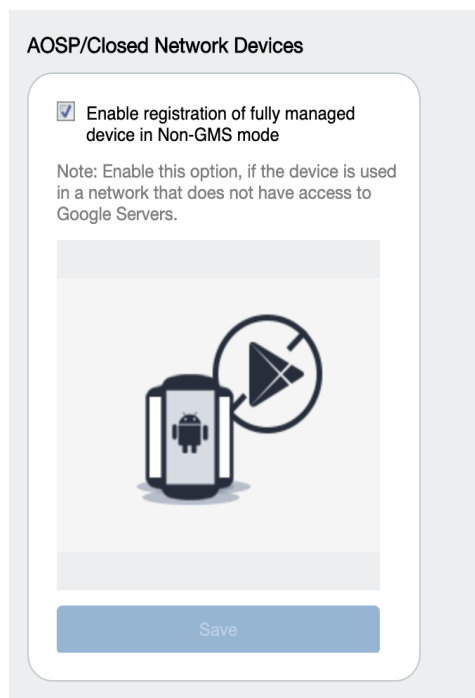 AOSP/Closed Network Devices
Enable registration of fully managed
device in Non-GMS mode
Note: Enable this option, if the device is used
in a network that does not have access to
Google Servers.
Save